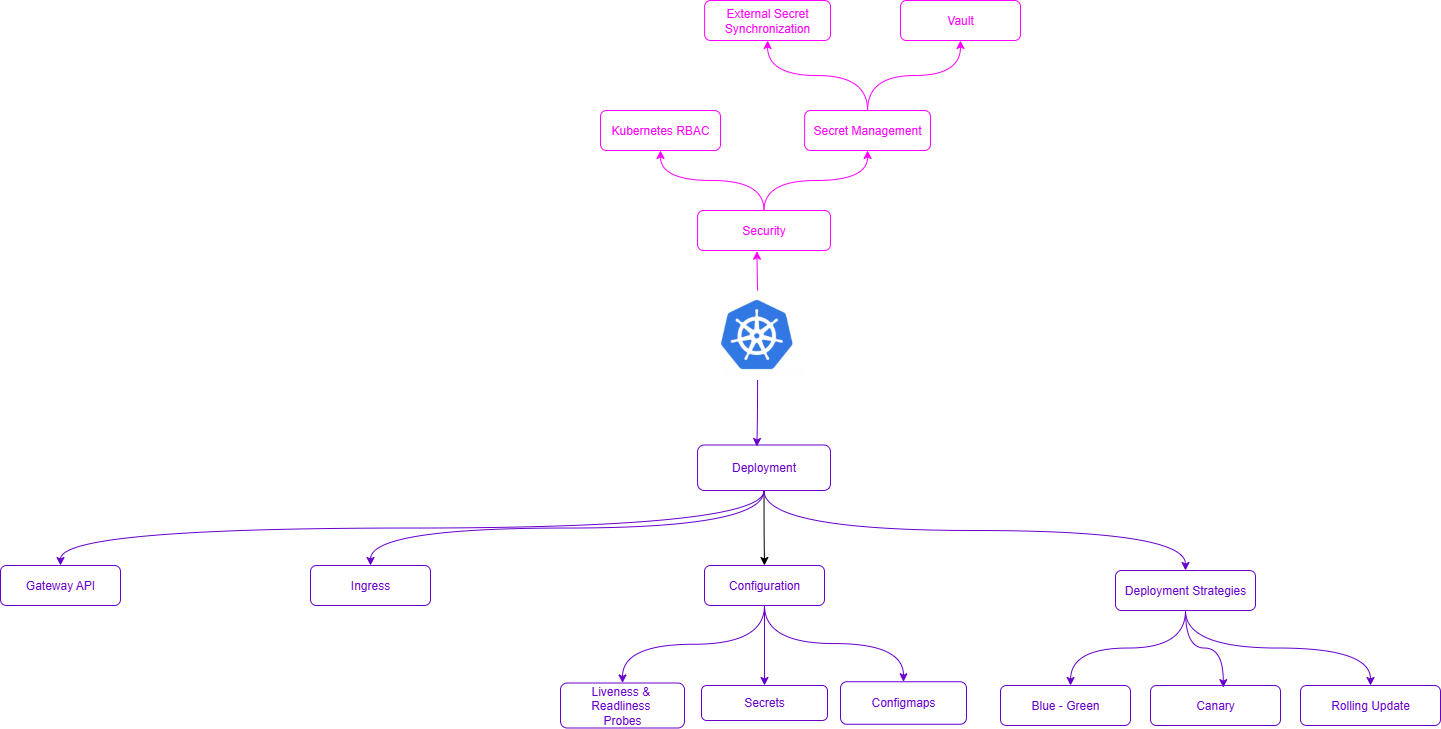 External Secret
Synchronization
Vault
Kubernetes RBAC
Secret Management
Security
Deployment
Gateway API
Ingress
Configuration
Deployment Strategies
Liveness &
Readiness
Probes
Secrets
Configmaps
Blue - Green
Canary
Rolling Update